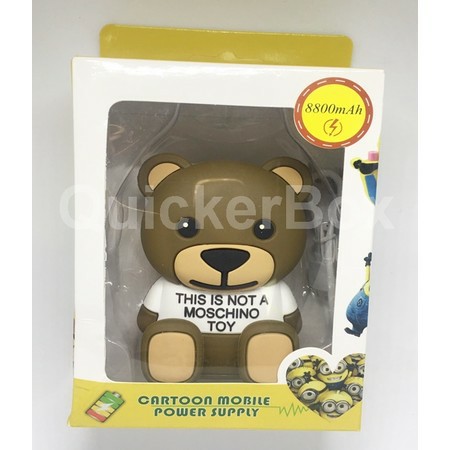 8800mAh
QuickerBox
THIS IS NOT A
MOSCHINO
TOY
CARTOON MOBILE
POWER SUPPLY